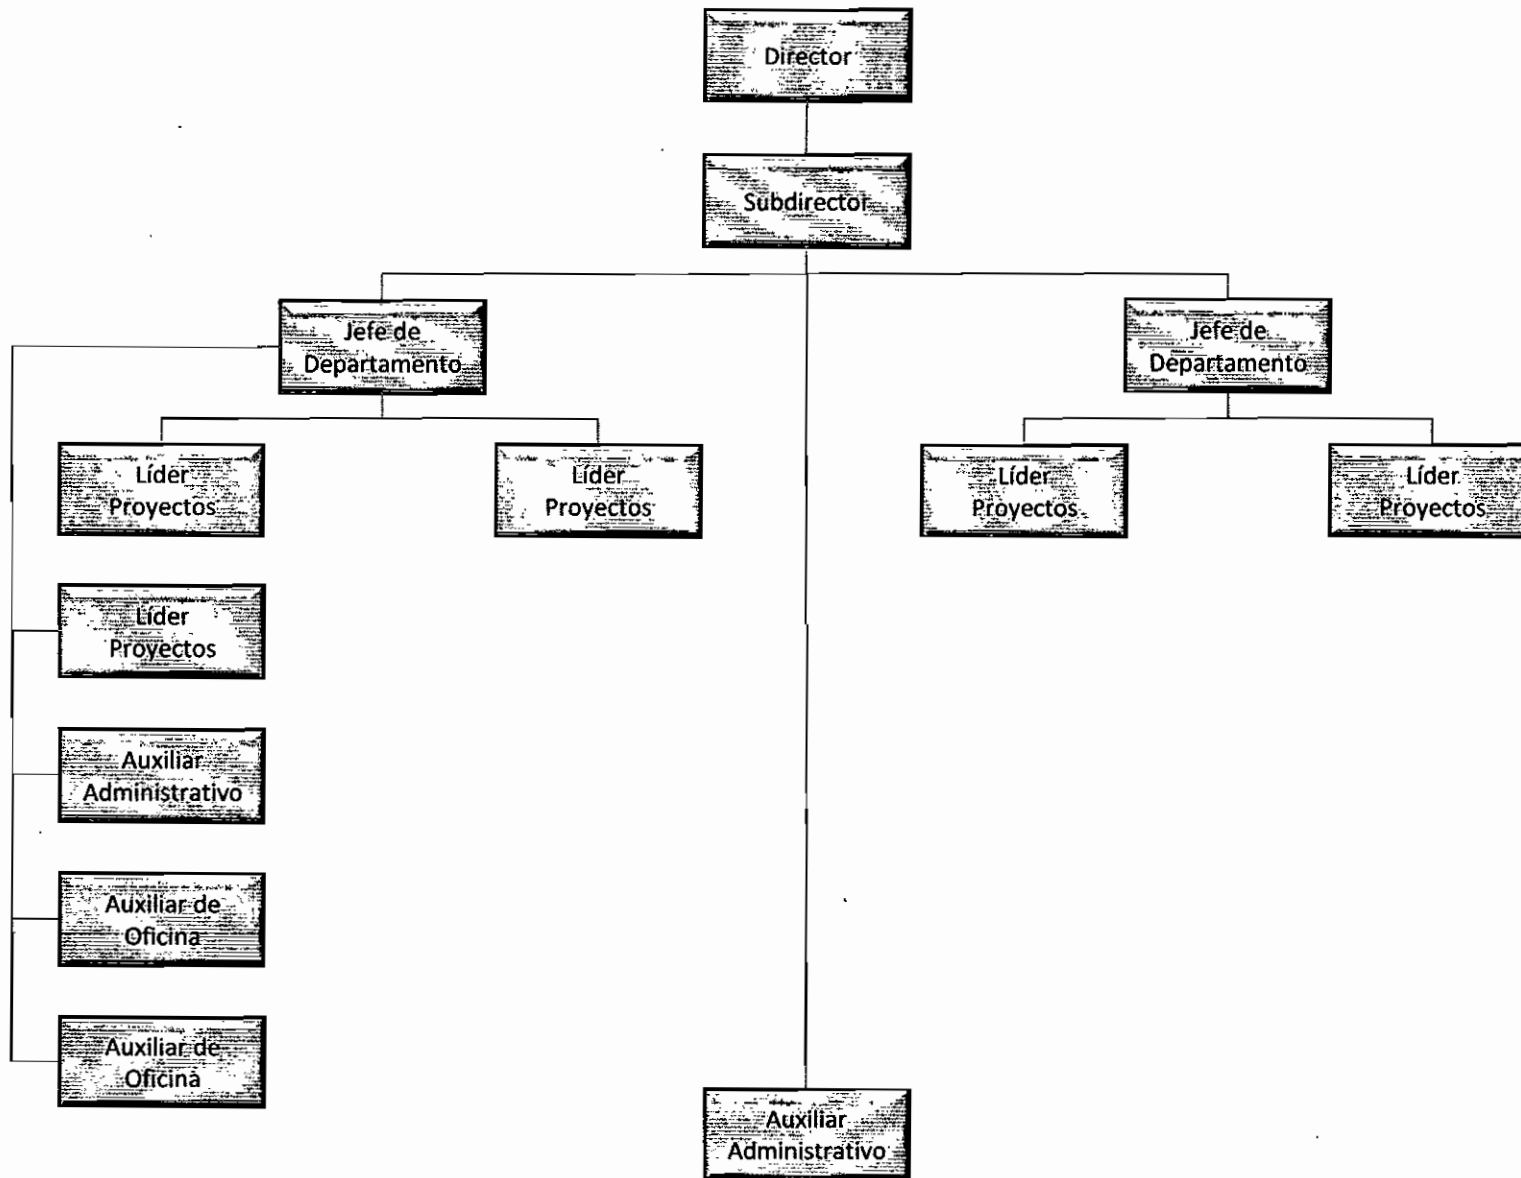 Director
Subdirector
Jefe de
Departamento
Jefe de
Departamento
Líder
Proyectos
Líder
Proyectos
Líder
Proyectos
Líder
Proyectos
Líder
Proyectos
Auxiliar
Administrativo
Auxiliar de
Oficina
Auxiliar de
Oficina
Auxiliar
Administrativo